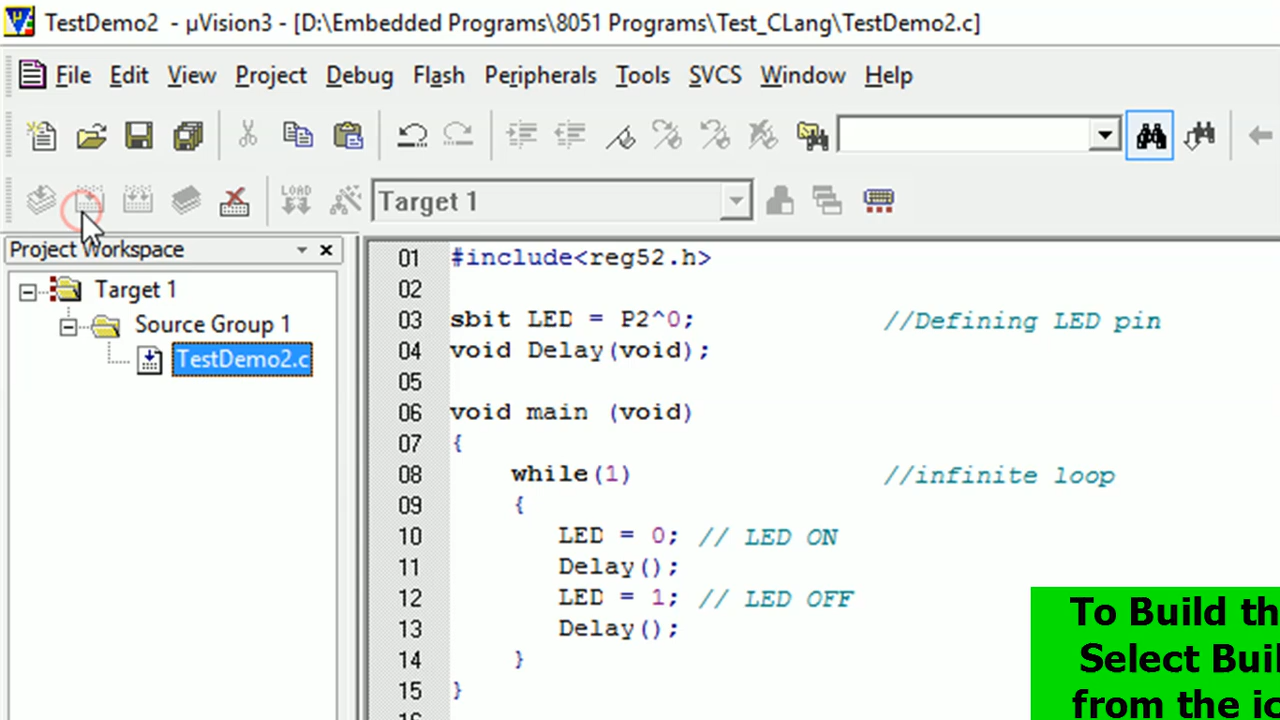 TestDemo2 - µVision3 - [D:\Embedded Programs\8051 Programs\Test_CLang\TestDemo2.c]
File Edit View Project Debug Flash Peripherals Tools SVCS Window Help
LOAD
Target 1
Project Workspace
Target 1
Source Group 1
TestDemo2.c
01 #include<reg52.h>
02
03 sbit LED = P2^0; //Defining LED pin
04 void Delay(void);
05
06 void main (void)
07 {
08 while(1) //infinite loop
09 {
10 LED = 0; // LED ON
11 Delay();
12 LED = 1; // LED OFF
13 Delay();
14 }
15 }
To Build th
Select Buil
from the ic